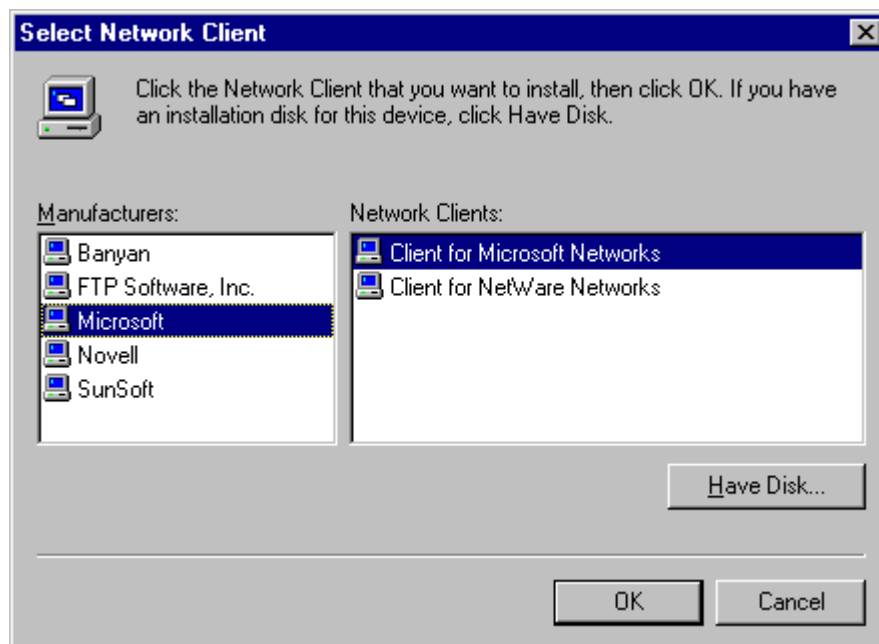 Select Network Client
Click the Network Client that you want to install, then click OK. If you have
an installation disk for this device, click Have Disk.
Manufacturers:
Banyan
FTP Software, Inc.
Microsoft
Novell
SunSoft
Network Clients:
Client for Microsoft Networks
Client for NetWare Networks
Have Disk...
OK
Cancel